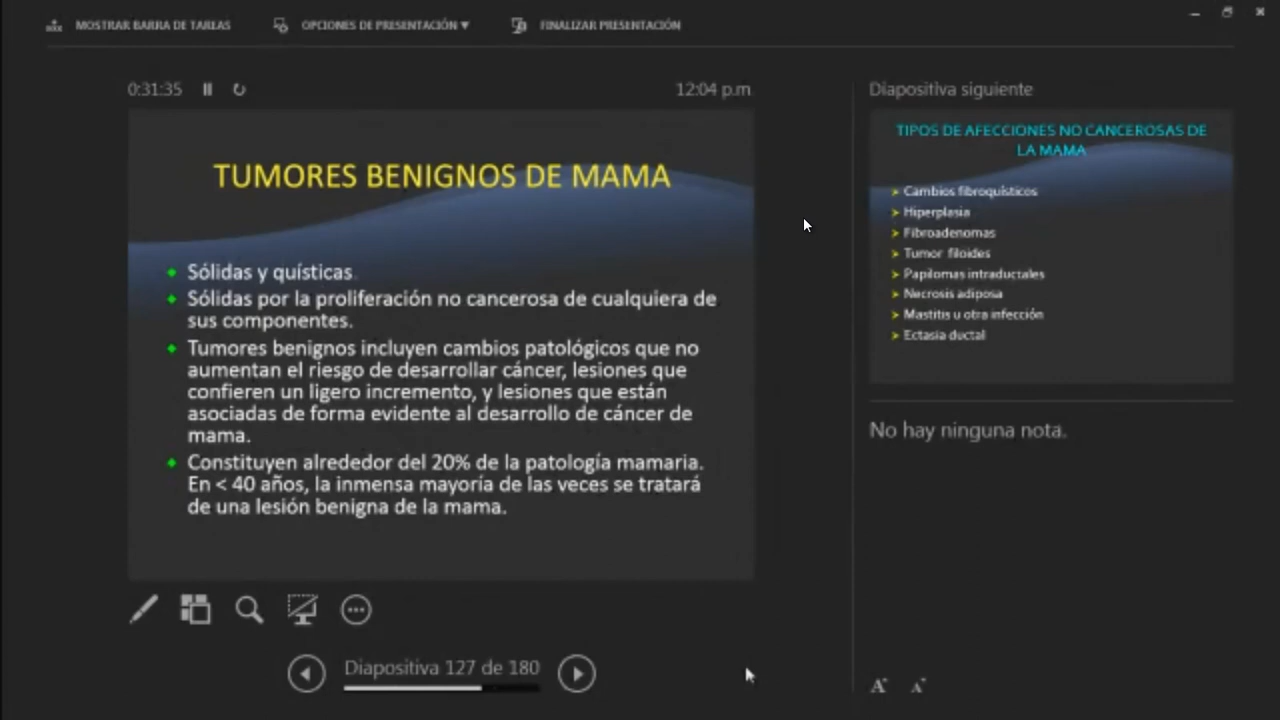 MOSTRAR BARRA DE TAREAS
OPCIONES DE PRESENTACIÓN ▼
FINALIZAR PRESENTACIÓN
0:31:35
12:04 p.m.
TUMORES BENIGNOS DE MAMA
Sólidas y quísticas
Sólidas por la proliferación no cancerosa de cualquiera de
sus componentes.
Tumores benignos incluyen cambios patológicos que no
aumentan el riesgo de desarrollar cáncer, lesiones que
confieren un ligero incremento, y lesiones que están
asociadas de forma evidente al desarrollo de cáncer de
mama.
Constituyen alrededor del 20% de la patología mamaria.
En < 40 años, la inmensa mayoría de las veces se tratará
de una lesión benigna de la mama.
Diapositiva 127 de 180
Diapositiva siguiente
TIPOS DE AFECCIONES NO CANCEROSAS DE
LA MAMA
Cambios fibroquísticos
Hiperplasia
Fibroadenomas
Tumor filoides
Papilomas intraductales
Necrosis adiposa
Mastitis u otra infección
Ectasia ductal
No hay ninguna nota.
A A